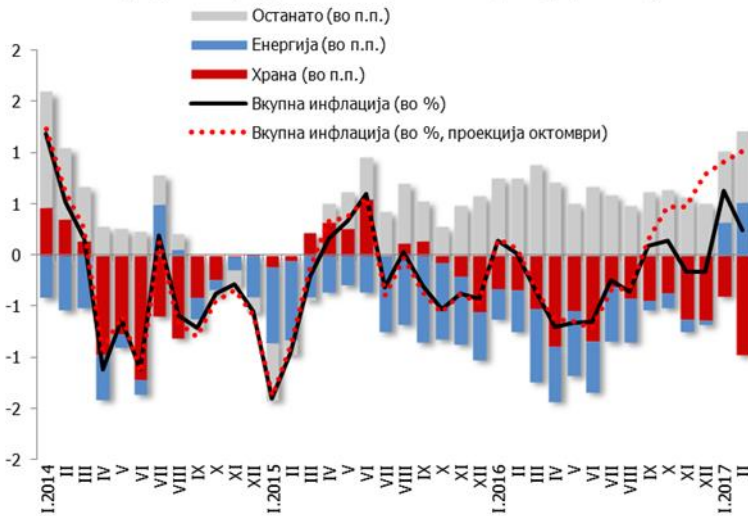 Останато (во п.п.)
Енергија (во п.п.)
Храна (во п.п.)
Вкупна инфлација (во %)
Вкупна инфлација (во %, проекција октомври)
2
2
1
1
0
-1
-1
-2
-2
I.2014
II
III
IV
V
VI
VII
VIII
IX
X
XI
XII
I.2015
II
III
IV
V
VI
VII
VIII
IX
X
XI
XII
I.2016
II
III
IV
V
VI
VII
VIII
IX
X
XI
XII
I.2017
II